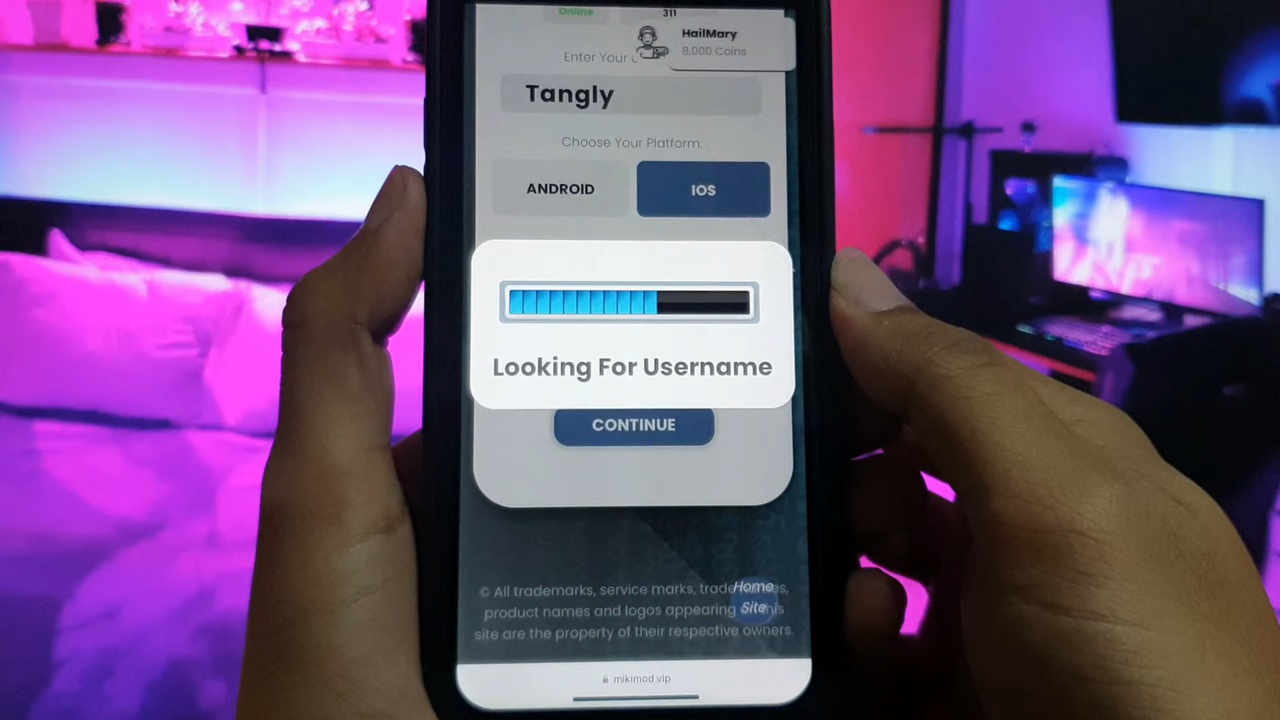 Online
311
HailMary
8,000 Coins
Enter Your
Tangly
Choose Your Platform.
ANDROID
IOS
Looking For Username
CONTINUE
© All trademarks, service marks, trade
Home
product names and logos appearing
Site
site are the property of their respective owners.
mikimod.vip